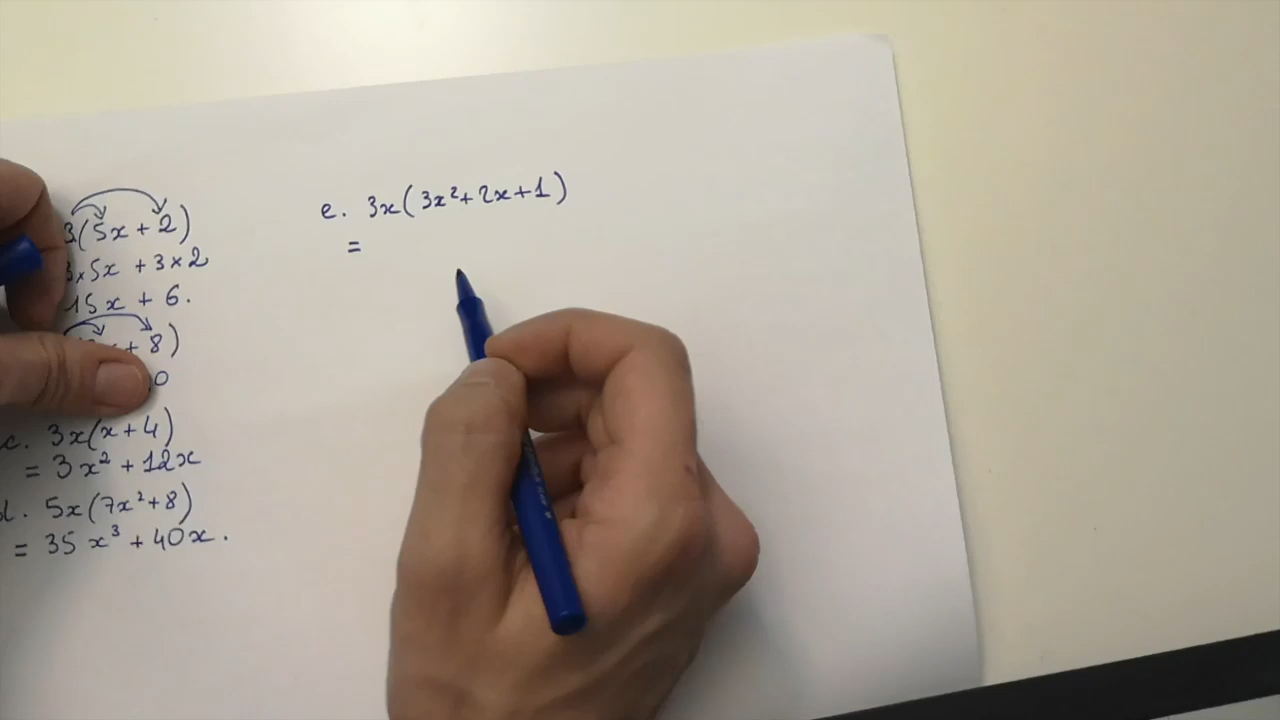 3(5x + 2)
3×5x + 3×2
15x + 6.
+ 8)
0
c. 3x(x+4)
= 3x² + 12x
d. 5x(7x²+8)
= 35x³ + 40x.
e. 3x(3x²+2x+1)
=